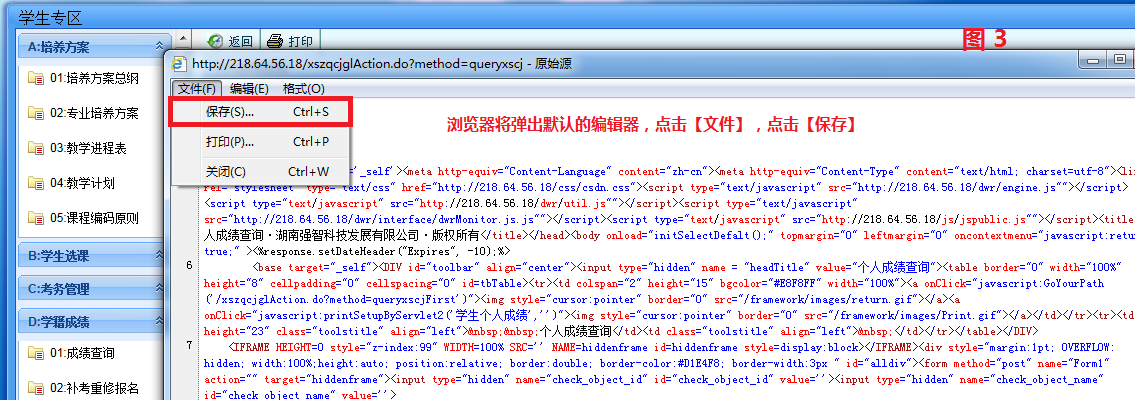 学生专区
A:培养方案
返回
打印
图 3
http://218.64.56.18/xszqcjglAction.do?method=queryxscj - 原始源
01:培养方案总纲
文件(F) 编辑(E) 格式(O)
02:专业培养方案
保存(S)... Ctrl+S
浏览器将弹出默认的编辑器，点击【文件】，点击【保存】
03:教学进程表
打印(P)... Ctrl+P
04:教学计划
关闭(C) Ctrl+W
05:课程编码原则
B:学生选课
C:考务管理
D:学籍成绩
01:成绩查询
02:补考重修报名
'_self'><meta http-equiv="Content-Language" content="zh-cn"><meta http-equiv="Content-Type" content="text/html; charset=utf-8"><lin
rel="stylesheet" type="text/css" href="http://218.64.56.18/css/csdn.css"><script type="text/javascript" src="http://218.64.56.18/dwr/engine.js""></script>
<script type="text/javascript" src="http://218.64.56.18/dwr/util.js""></script><script type="text/javascript"
src="http://218.64.56.18/dwr/interface/dwrMonitor.js.js""></script><script type="text/javascript" src="http://218.64.56.18/js/jspublic.js""></script><title
人成绩查询·湖南强智科技发展有限公司·版权所有</title></head><body onload="initSelectDefalt();" topmargin="0" leftmargin="0" oncontextmenu="javascript:retu
true;" ><%response.setDateHeader("Expires", -10);%>
6 <base target="_self"><DIV id="toolbar" align="center"><input type="hidden" name = "headTitle" value="个人成绩查询"><table border="0" width="100%"
height="8" cellpadding="0" cellspacing="0" id=tbTable><tr><td colspan="2" height="15" bgcolor="#E8F8FF" width="100%"><a onClick="javascript:GoYourPath
('/xszqcjglAction.do?method=queryxscjFirst')"><img style="cursor:pointer" border="0" src="/framework/images/return.gif"></a><a
onClick="javascript:printSetupByServlet2('学生个人成绩','')"><img style="cursor:pointer" border="0" src="/framework/images/Print.gif"></a></td></tr><tr><td
height="23" class="toolstitle" align="left">&nbsp;&nbsp;个人成绩查询</td><td class="toolstitle" align="left">&nbsp;</td></tr></table></DIV>
7 <IFRAME HEIGHT=0 style="z-index:99" WIDTH=100% SRC='' NAME=hiddenframe id=hiddenframe style=display:block></IFRAME><div style="margin:1pt; OVERFLOW:
hidden; width:100%;height:auto; position:relative; border:double; border-color:#D1E4F8; border-width:3px " id="alldiv"><form method="post" name="Form1"
action="" target="hiddenframe"><input type="hidden" name="check_object_id" id="check_object_id" value=''><input type="hidden" name="check_object_name"
id="check_object_name" value=''>